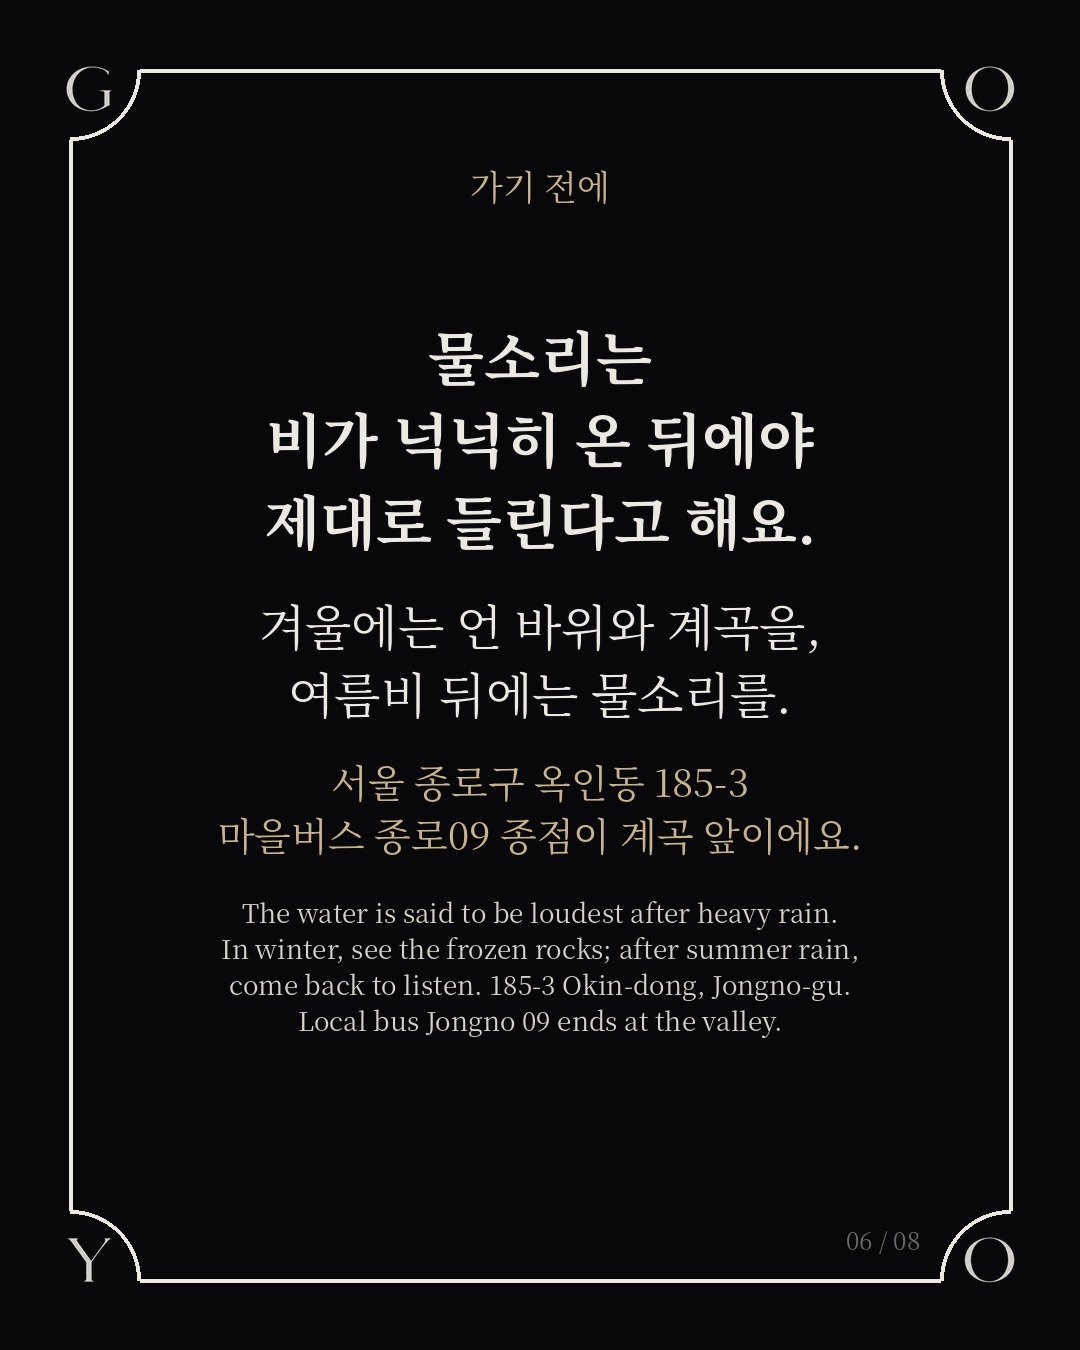 G O
가기 전에
물소리는
비가 넉넉히 온 뒤에야
제대로 들린다고 해요.
겨울에는 언 바위와 계곡을,
여름비 뒤에는 물소리를.
서울 종로구 옥인동 185-3
마을버스 종로09 종점이 계곡 앞이에요.
The water is said to be loudest after heavy rain.
In winter, see the frozen rocks; after summer rain,
come back to listen. 185-3 Okin-dong, Jongno-gu.
Local bus Jongno 09 ends at the valley.
06 / 08
Y O